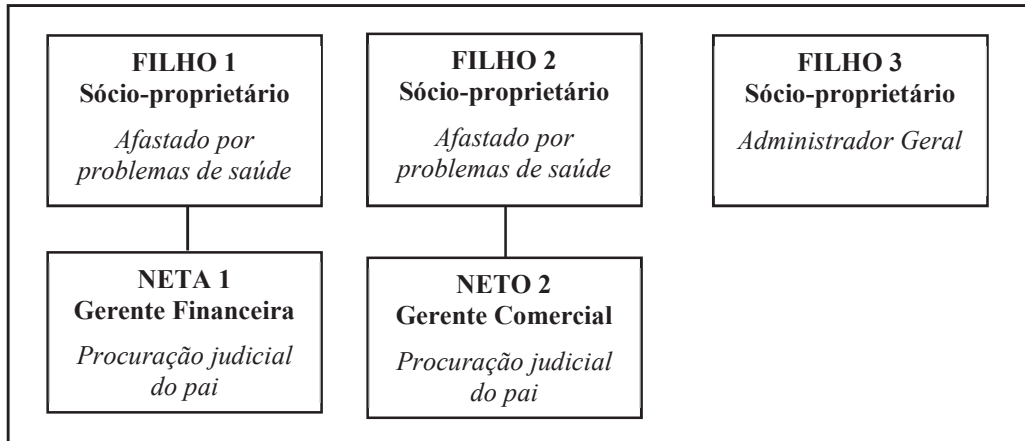 FILHO 1
Sócio-proprietário
Afastado por
problemas de saúde
FILHO 2
Sócio-proprietário
Afastado por
problemas de saúde
FILHO 3
Sócio-proprietário
Administrador Geral
NETA 1
Gerente Financeira
Procuração judicial
do pai
NETO 2
Gerente Comercial
Procuração judicial
do pai